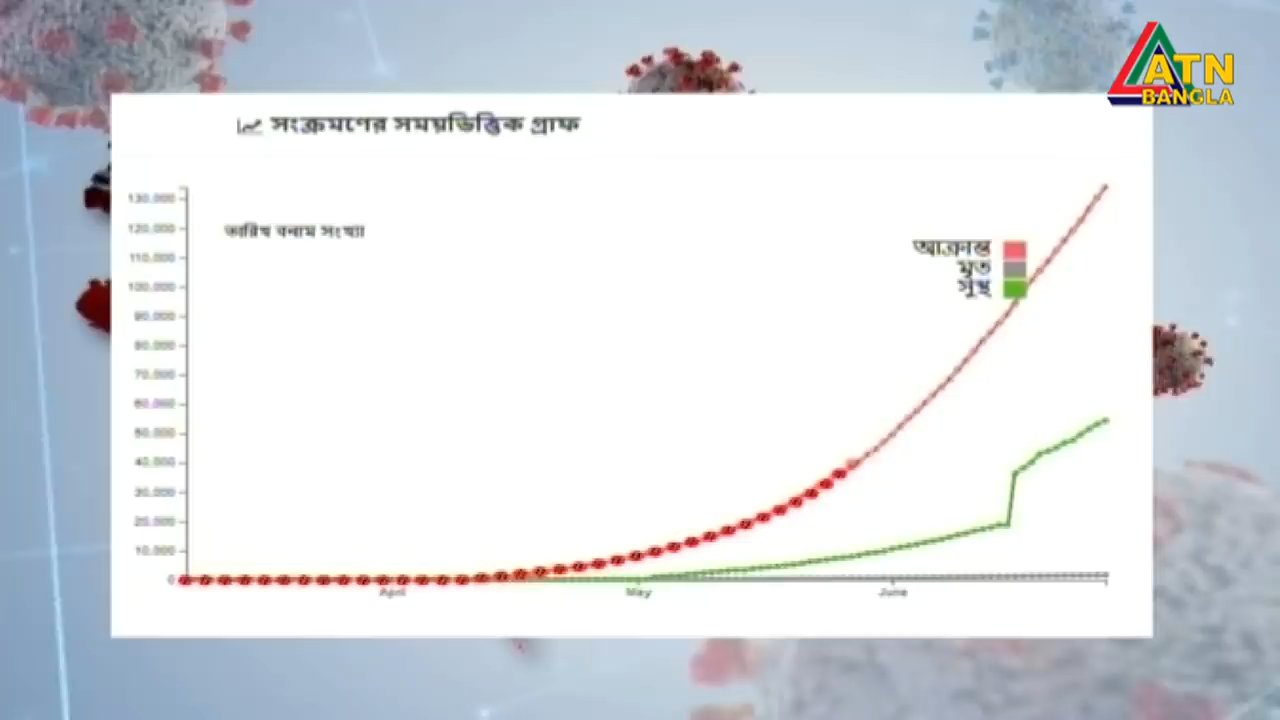 ATN
BANGLA
সংক্রমণের সময়ভিত্তিক গ্রাফ
130,000
120,000
তারিখ বনাম সংখ্যা
110,000
আক্রান্ত
মৃত
সুস্থ
100,000
90,000
80,000
70,000
60,000
50,000
40,000
30,000
20,000
10,000
0
April
May
June